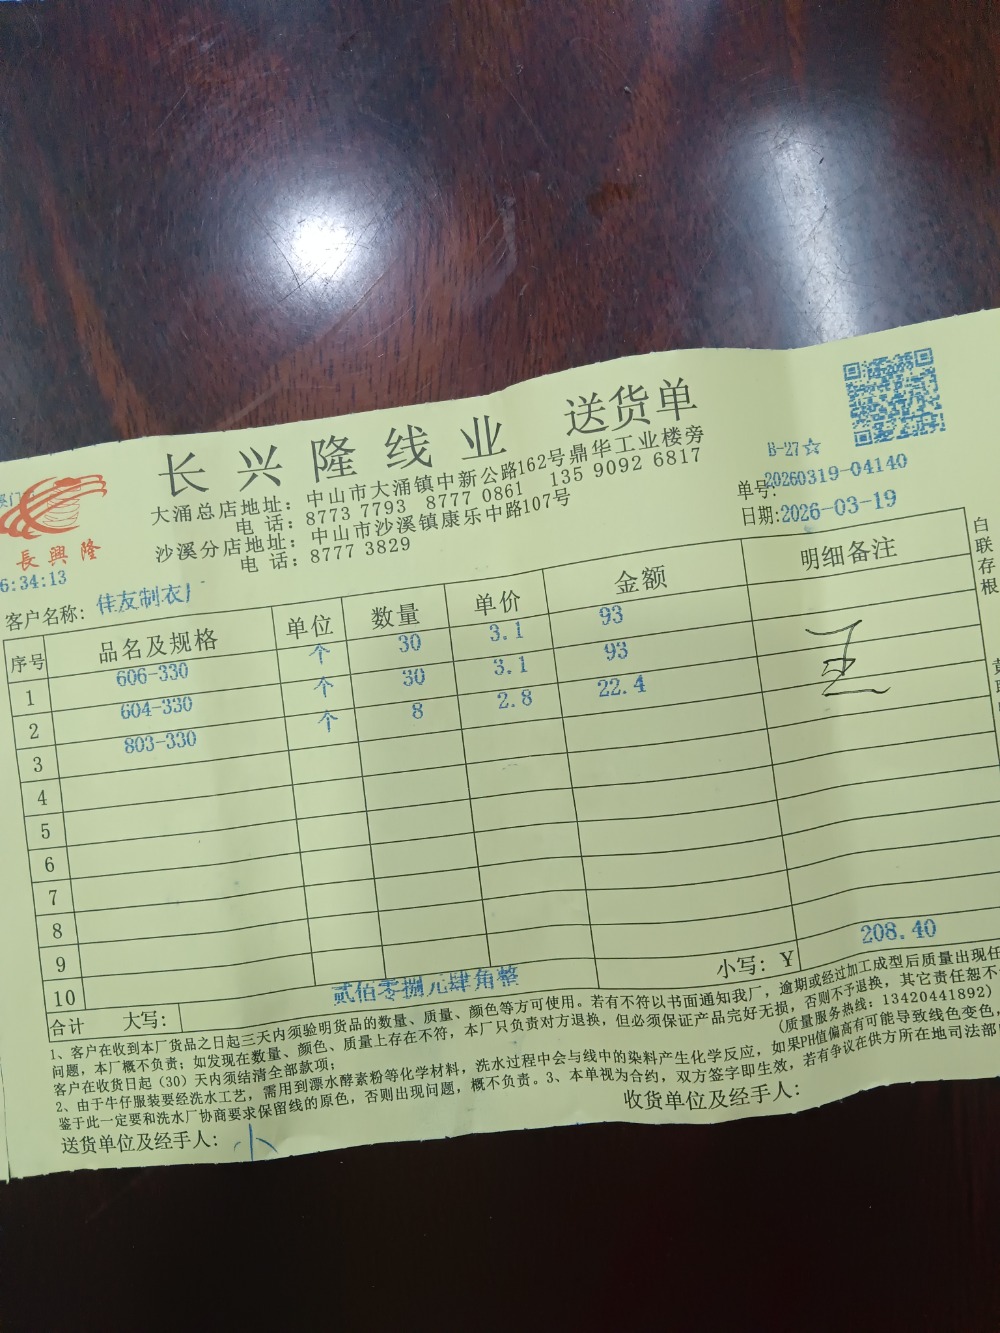 长兴隆线业 送货单
大涌总店地址：中山市大涌镇中新公路162号鼎华工业楼旁
电 话：8773 7793 8777 0861 135 9092 6817
沙溪分店地址：中山市沙溪镇康乐中路107号
电 话：8777 3829
B-27☆
单号:20260319-04140
日期:2026-03-19
長興隆
6:34:13
客户名称: 佳友制衣厂
序号 品名及规格 单位 数量 单价 金额 明细备注
1 606-330 个 30 3.1 93
2 604-330 个 30 3.1 93
3 803-330 个 8 2.8 22.4
4
5
6
7
8
9
10
合计 大写: 贰佰零捌元肆角整 小写: ¥ 208.40
白联存根
1、客户在收到本厂货品之日起三天内须验明货品的数量、质量、颜色等方可使用。若有不符以书面通知我厂，逾期或经过加工成型后质量出现任
问题，本厂概不负责；如发现在数量、颜色、质量上存在不符，本厂只负责对方退换，但必须保证产品完好无损，否则不予退换，其它责任恕不
客户在收货日起（30）天内须结清全部款项；
(质量服务热线：13420441892)
2、由于牛仔服装要经洗水工艺，需用到漂水酵素粉等化学材料，洗水过程中会与线中的染料产生化学反应，如果PH值偏高有可能导致线色变色，
鉴于此一定要和洗水厂协商要求保留线的原色，否则出现问题，概不负责。3、本单视为合约，双方签字即生效，若有争议在供方所在地司法部
送货单位及经手人: 小
收货单位及经手人: